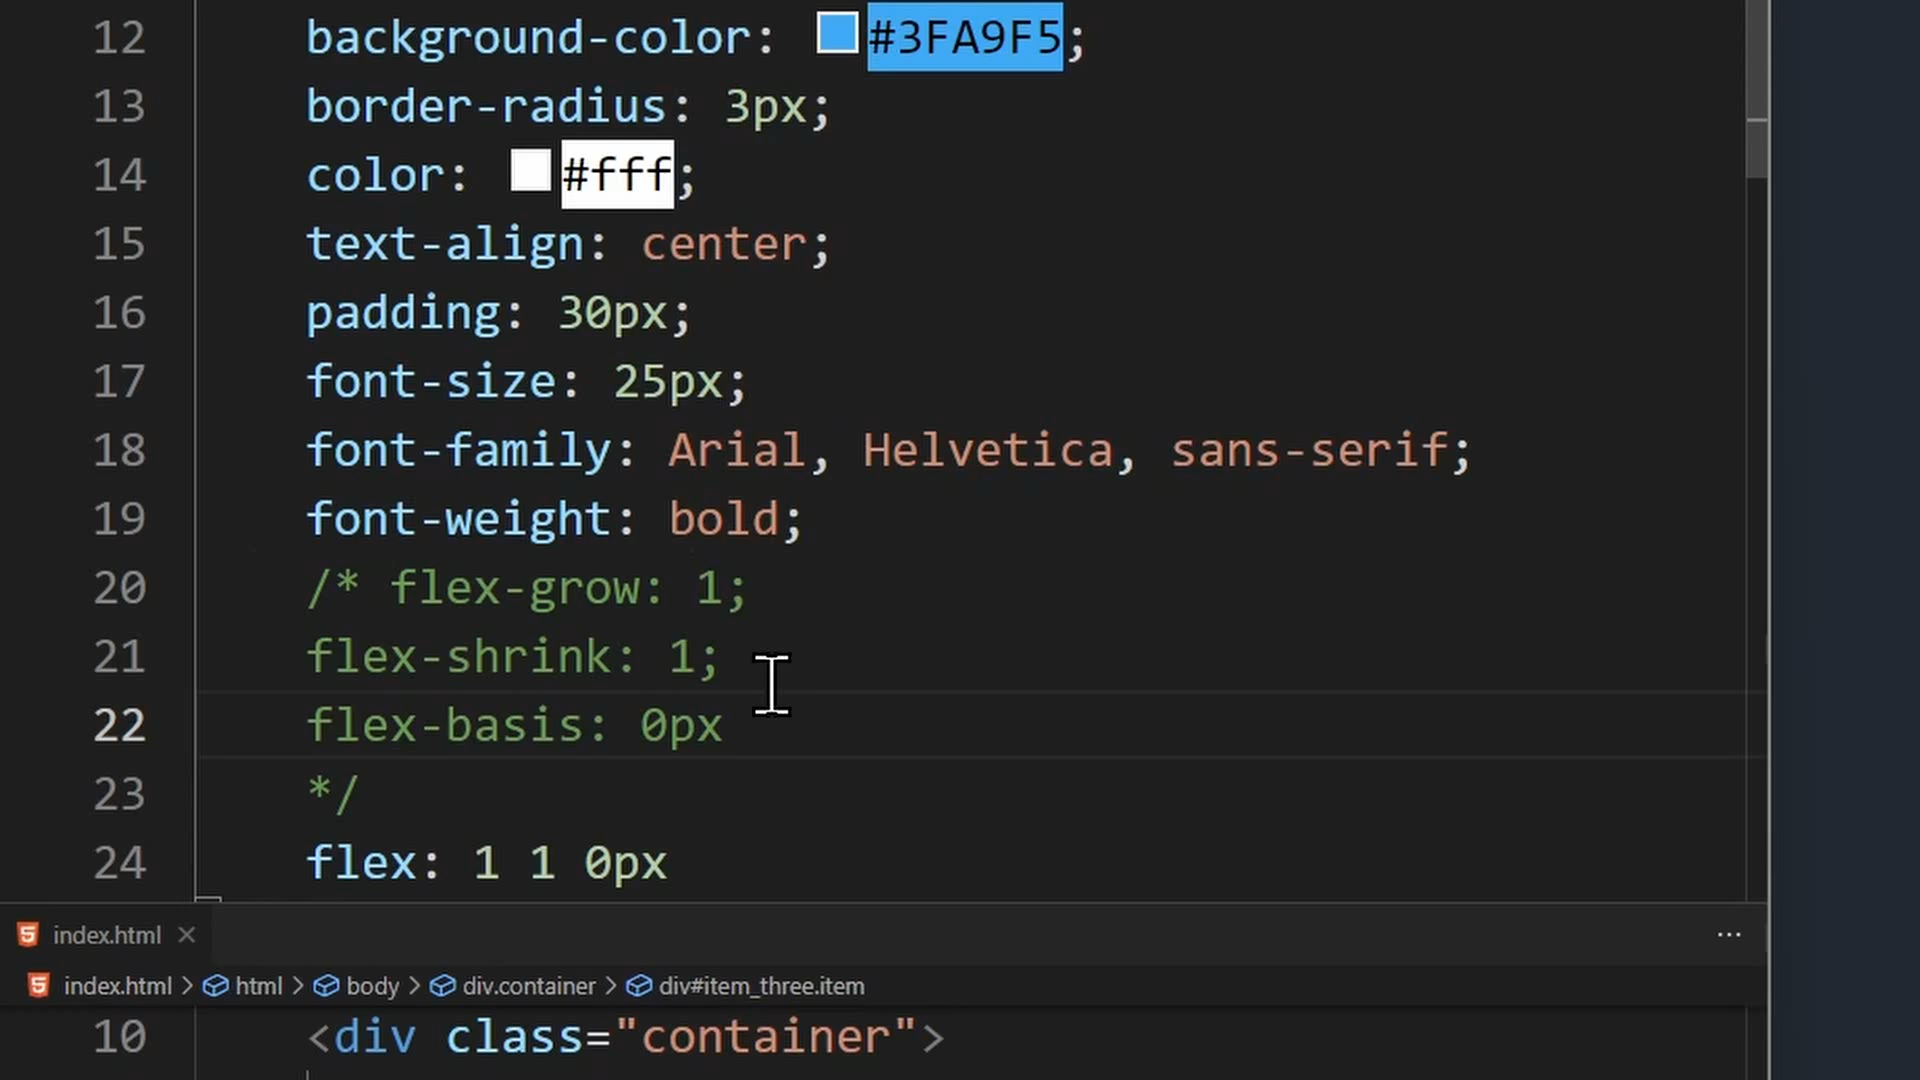 12 background-color: #3FA9F5;
13 border-radius: 3px;
14 color: #fff;
15 text-align: center;
16 padding: 30px;
17 font-size: 25px;
18 font-family: Arial, Helvetica, sans-serif;
19 font-weight: bold;
20 /* flex-grow: 1;
21 flex-shrink: 1;
22 flex-basis: 0px
23 */
24 flex: 1 1 0px
index.html
index.html > html > body > div.container > div#item_three.item
10 <div class="container">